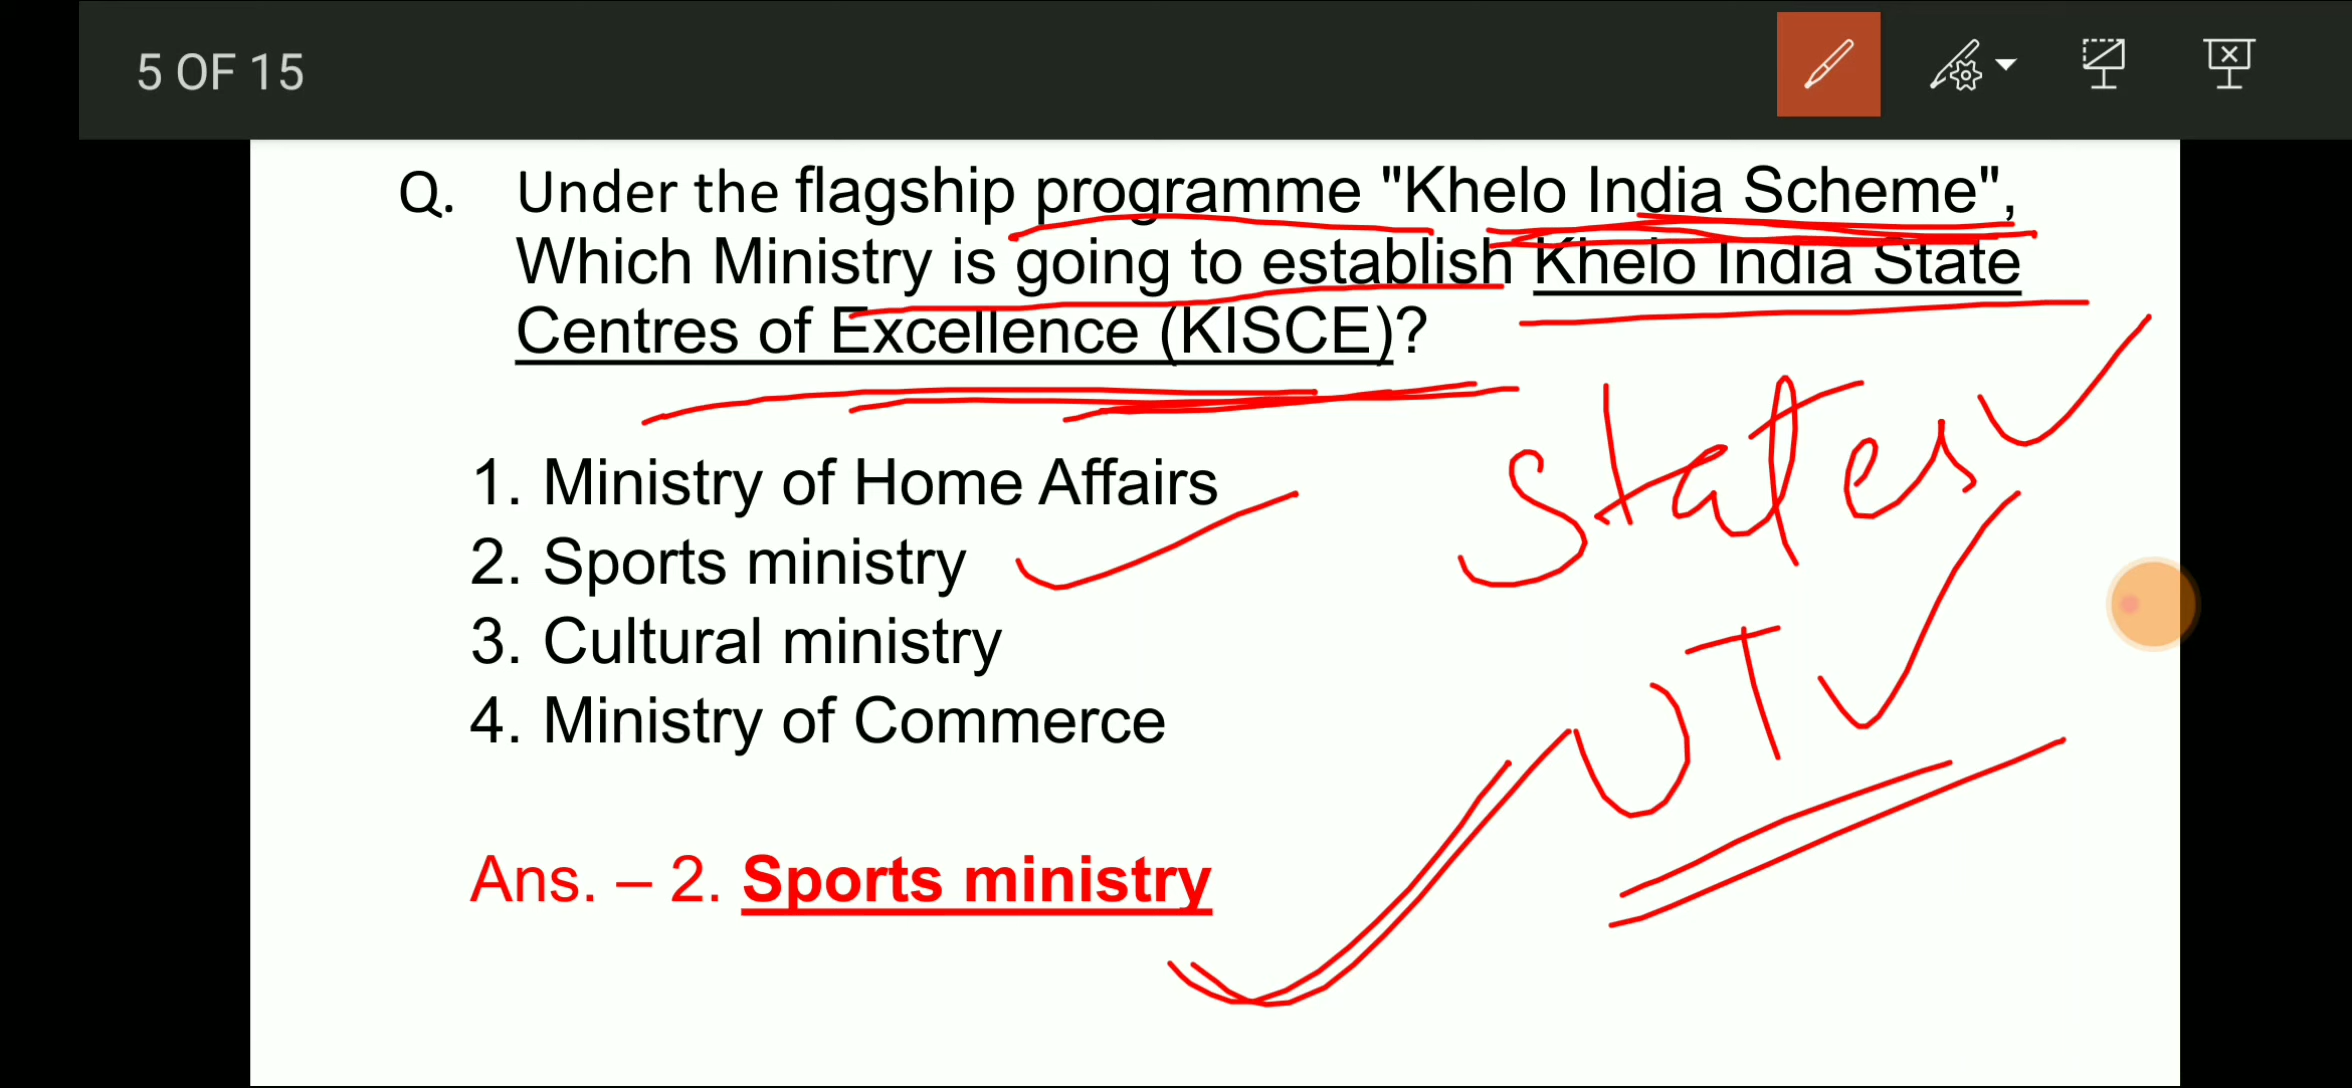 5 OF 15
Q. Under the flagship programme "Khelo India Scheme",
Which Ministry is going to establish Khelo India State
Centres of Excellence (KISCE)?
1. Ministry of Home Affairs
2. Sports ministry
3. Cultural ministry
4. Ministry of Commerce
States
UT
Ans. – 2. Sports ministry